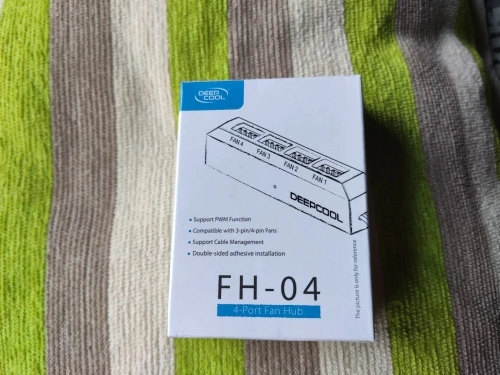 DEEP
COOL
FAN 4
FAN 3
FAN 2
FAN 1
DEEPCOOL
• Support PWM Function
• Compatible with 3-pin/4-pin Fans
• Support Cable Management
• Double-sided adhesive installation
The picture is only for reference
FH-04
4-Port Fan Hub